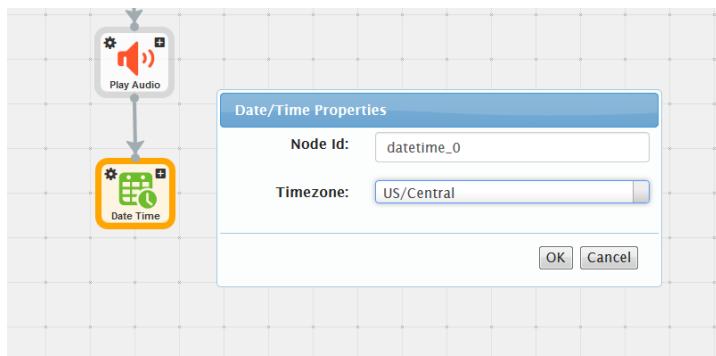 Play Audio
Date/Time Properties
Node Id: datetime_0
Timezone: US/Central
Date Time
OK Cancel